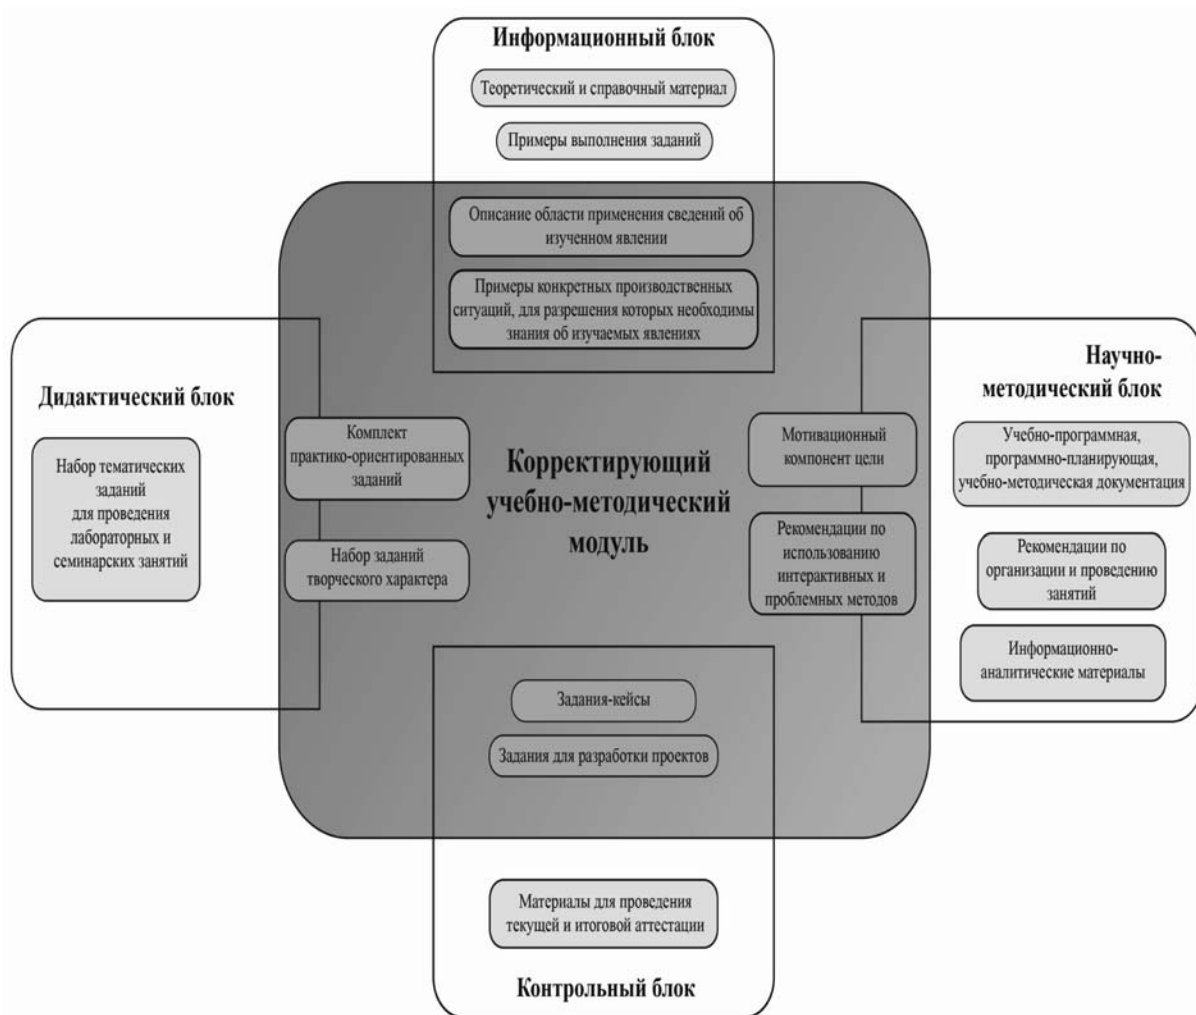 Информационный блок
Теоретический и справочный материал
Примеры выполнения заданий
Описание области применения сведений об
изученном явлении
Примеры конкретных производственных
ситуаций, для разрешения которых необходимы
знания об изучаемых явлениях
Дидактический блок
Набор тематических
заданий
для проведения
лабораторных и
семинарских занятий
Комплект
практико-ориентированных
заданий
Набор заданий
творческого характера
Корректирующий
учебно-методический
модуль
Мотивационный
компонент цели
Рекомендации по
использованию
интерактивных и
проблемных методов
Научно-
методический блок
Учебно-программная,
программно-планирующая,
учебно-методическая документация
Рекомендации по
организации и проведению
занятий
Информационно-
аналитические материалы
Задания-кейсы
Задания для разработки проектов
Материалы для проведения
текущей и итоговой аттестации
Контрольный блок